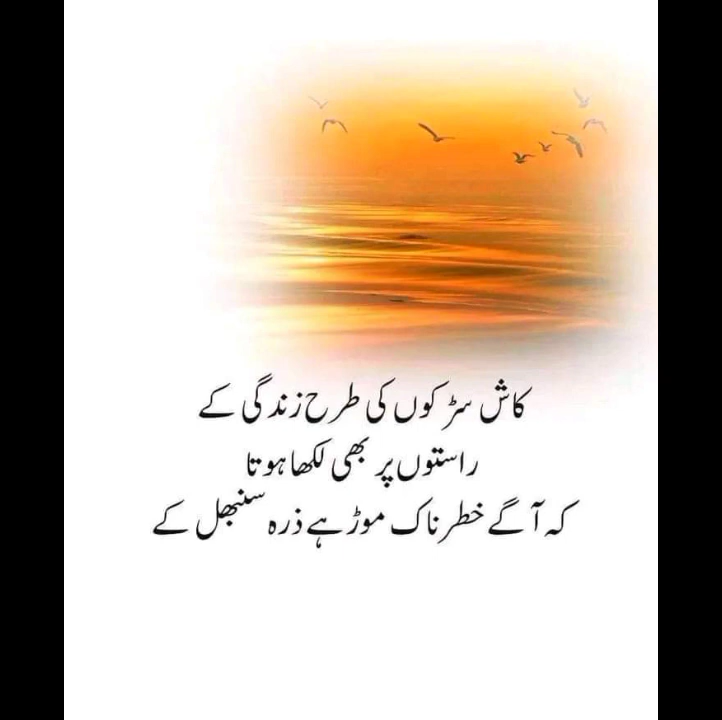 کاش سڑکوں کی طرح زندگی کے
راستوں پر بھی لکھا ہوتا
کہ آگے خطرناک موڑ ہے ذرہ سنبھل کے